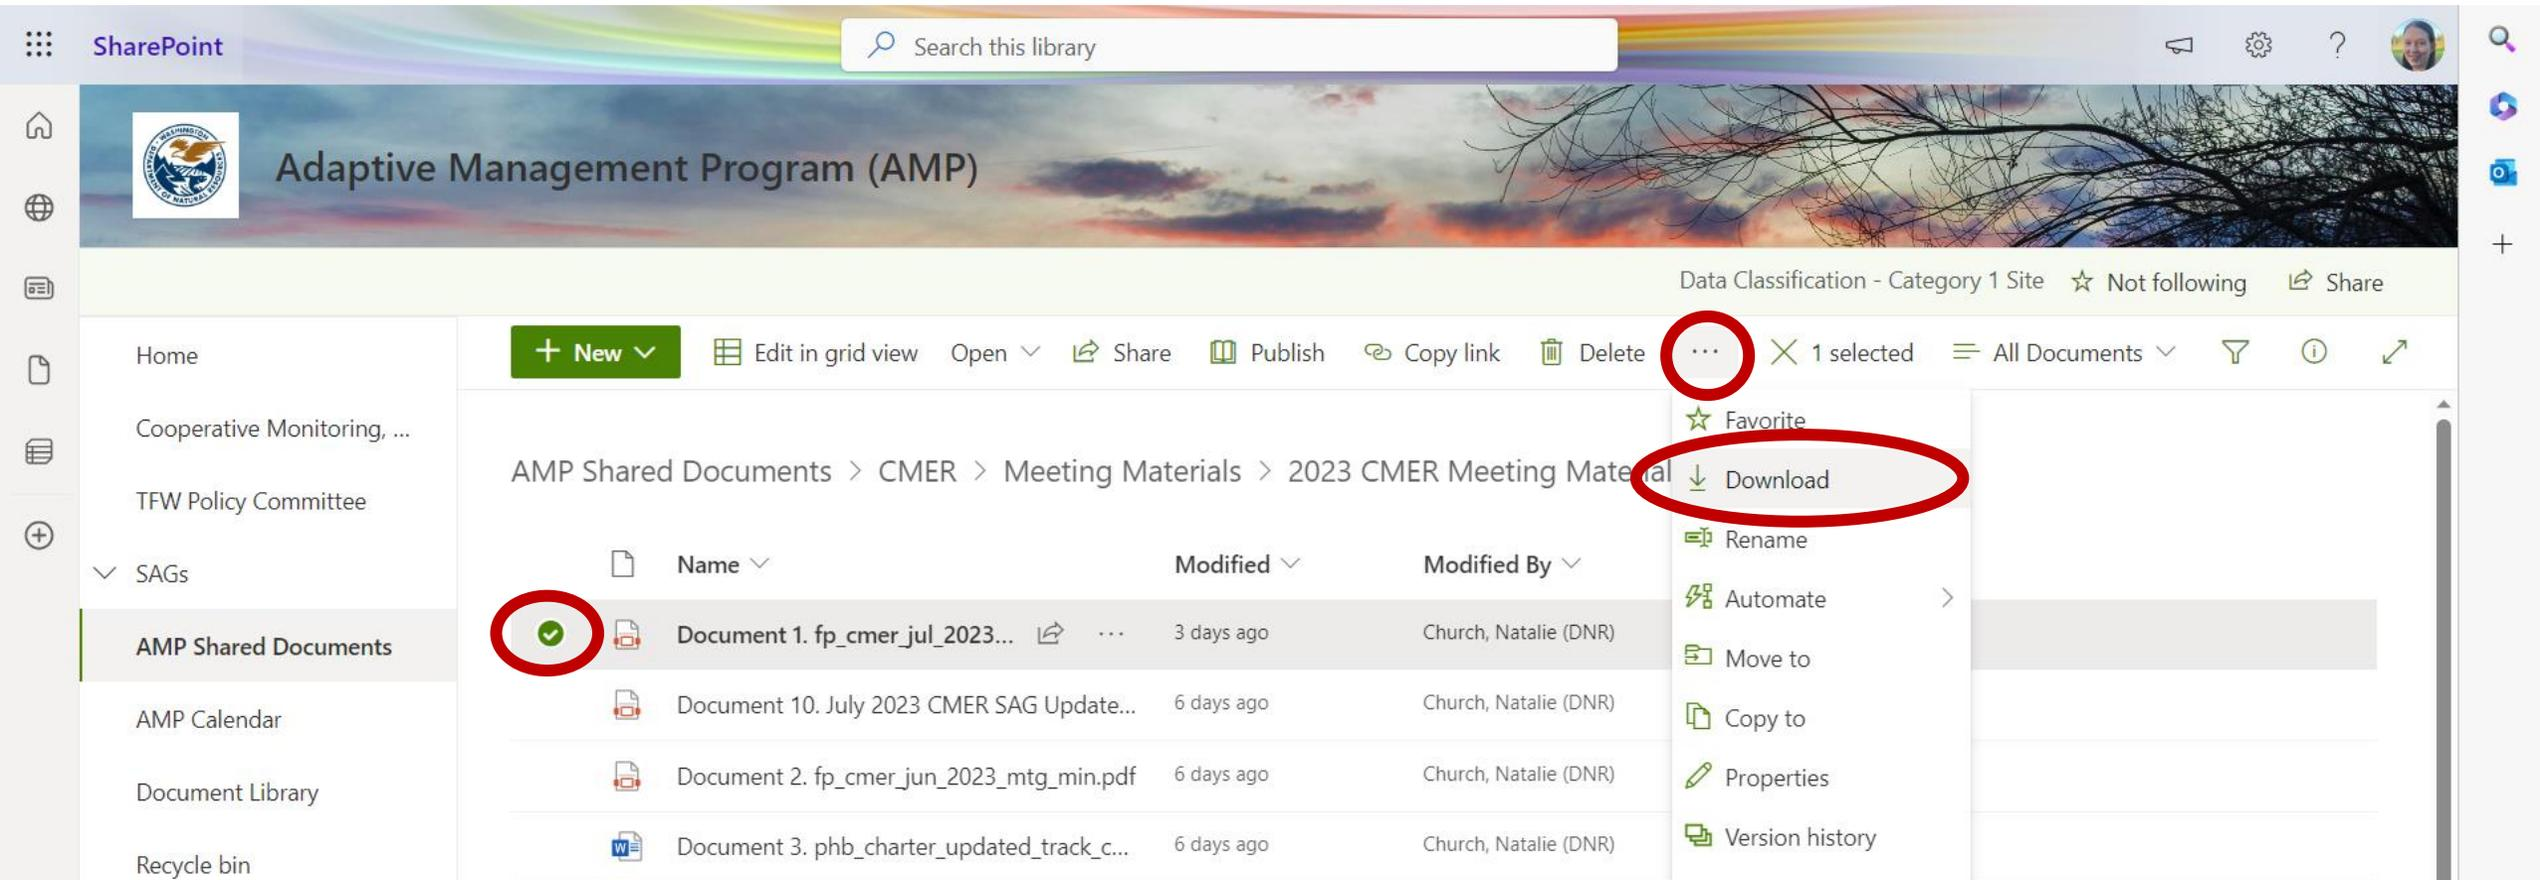 SharePoint
Search this library
Adaptive Management Program (AMP)
Data Classification - Category 1 Site Not following Share
Home
Cooperative Monitoring, ...
TFW Policy Committee
SAGs
AMP Shared Documents
AMP Calendar
Document Library
Recycle bin
+ New Edit in grid view Open Share Publish Copy link Delete ... 1 selected All Documents
AMP Shared Documents > CMER > Meeting Materials > 2023 CMER Meeting Material
Name Modified Modified By
Document 1. fp_cmer_jul_2023... ... 3 days ago Church, Natalie (DNR)
Document 10. July 2023 CMER SAG Update... 6 days ago Church, Natalie (DNR)
Document 2. fp_cmer_jun_2023_mtg_min.pdf 6 days ago Church, Natalie (DNR)
Document 3. phb_charter_updated_track_c... 6 days ago Church, Natalie (DNR)
Favorite
Download
Rename
Automate
Move to
Copy to
Properties
Version history